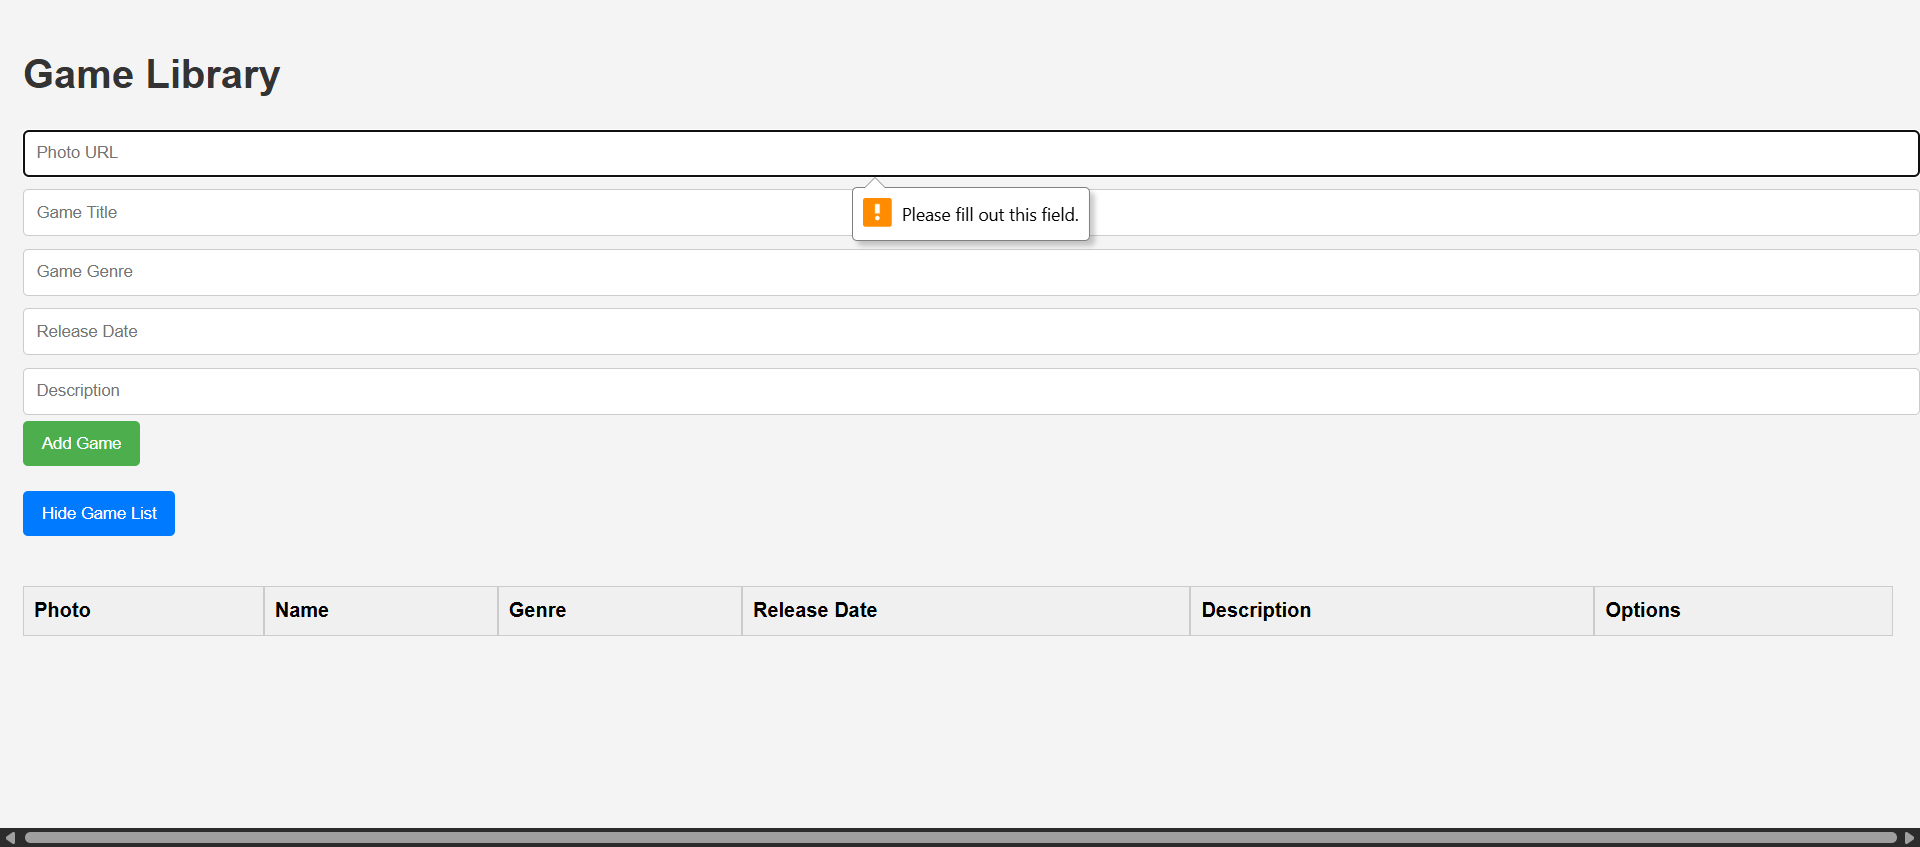 Game Library
Photo URL
Please fill out this field.
Game Title
Game Genre
Release Date
Description
Add Game
Hide Game List
Photo Name Genre Release Date Description Options